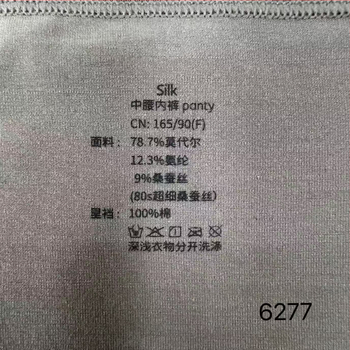 Silk
中腰内裤 panty
CN: 165/90(F)
面料: 78.7%莫代尔
12.3%氨纶
9%桑蚕丝
(80s超细桑蚕丝)
里裆: 100%棉
深浅衣物分开洗涤
6277